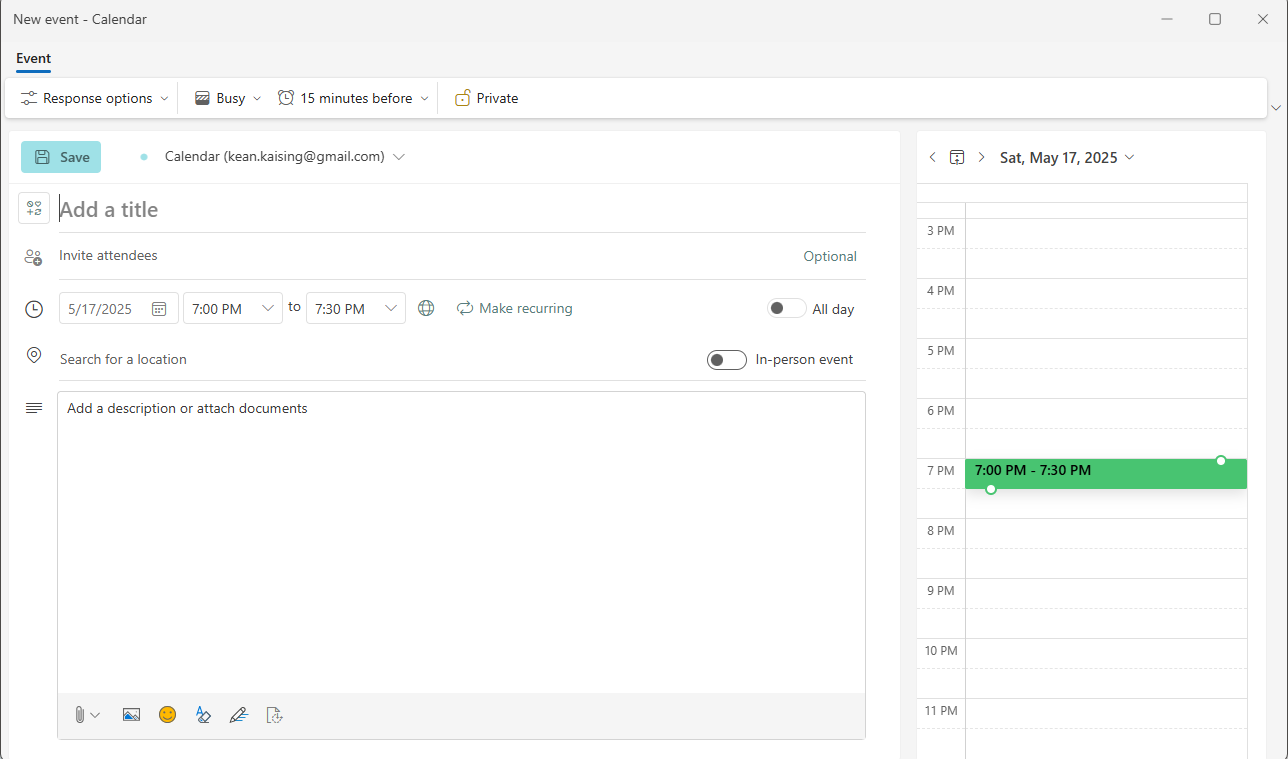 New event - Calendar
Event
Response options
Busy
15 minutes before
Private
Save
Calendar (kean.kaising@gmail.com)
Add a title
Invite attendees
Optional
5/17/2025
7:00 PM
to
7:30 PM
Make recurring
All day
Search for a location
In-person event
Add a description or attach documents
Sat, May 17, 2025
3 PM
4 PM
5 PM
6 PM
7 PM
7:00 PM - 7:30 PM
8 PM
9 PM
10 PM
11 PM